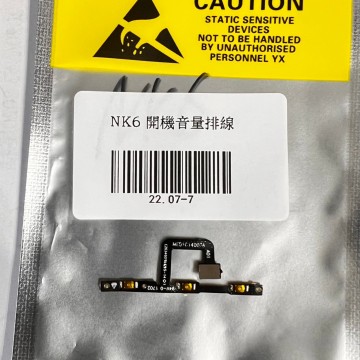 CAUTION
STATIC SENSITIVE
DEVICES
NOT TO BE HANDLED
BY UNAUTHORISED
PERSONNEL YX
NK6 開機音量排線
22.07-7